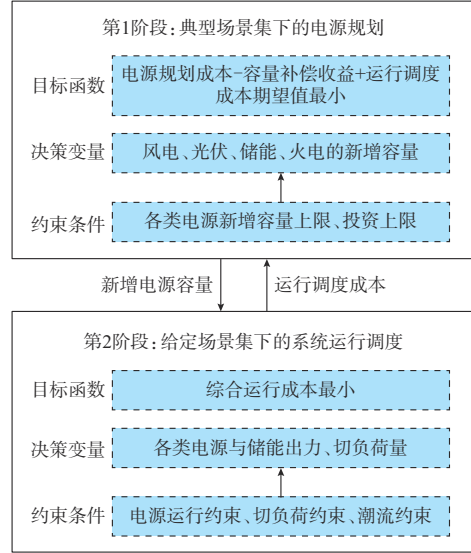 第1阶段：典型场景集下的电源规划
目标函数
电源规划成本-容量补偿收益+运行调度
成本期望值最小
决策变量
风电、光伏、储能、火电的新增容量
约束条件
各类电源新增容量上限、投资上限
新增电源容量
运行调度成本
第2阶段：给定场景集下的系统运行调度
目标函数
综合运行成本最小
决策变量
各类电源与储能出力、切负荷量
约束条件
电源运行约束、切负荷约束、潮流约束